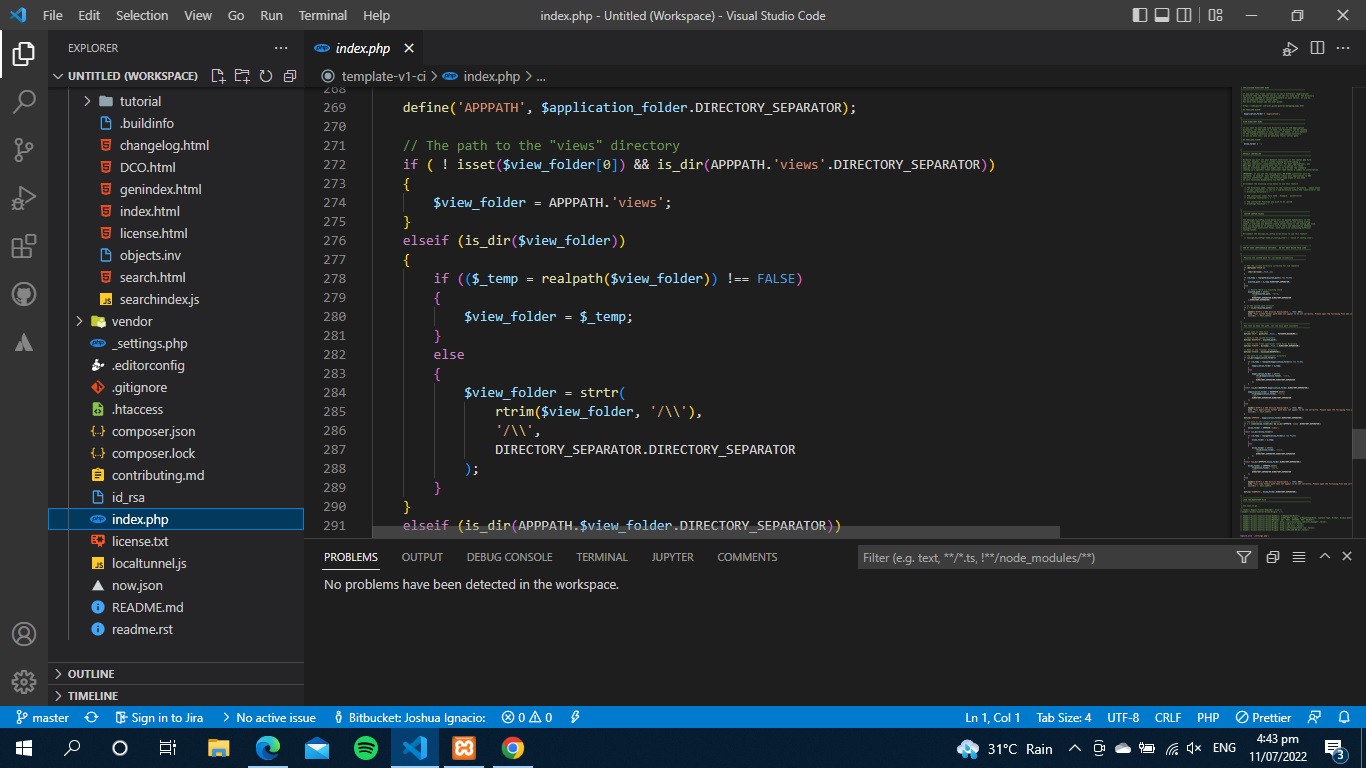 File Edit Selection View Go Run Terminal Help index.php - Untitled (Workspace) - Visual Studio Code
EXPLORER
UNTITLED (WORKSPACE)
tutorial
.buildinfo
changelog.html
DCO.html
genindex.html
index.html
license.html
objects.inv
search.html
searchindex.js
vendor
_settings.php
.editorconfig
.gitignore
.htaccess
composer.json
composer.lock
contributing.md
id_rsa
index.php
license.txt
localtunnel.js
now.json
README.md
readme.rst
OUTLINE
TIMELINE
index.php
template-v1-ci > index.php > ...
268
269 define('APPPATH', $application_folder.DIRECTORY_SEPARATOR);
270
271 // The path to the "views" directory
272 if ( ! isset($view_folder[0]) && is_dir(APPPATH.'views'.DIRECTORY_SEPARATOR))
273 {
274 $view_folder = APPPATH.'views';
275 }
276 elseif (is_dir($view_folder))
277 {
278 if (($_temp = realpath($view_folder)) !== FALSE)
279 {
280 $view_folder = $_temp;
281 }
282 else
283 {
284 $view_folder = strtr(
285 rtrim($view_folder, '/\\'),
286 '/\\',
287 DIRECTORY_SEPARATOR.DIRECTORY_SEPARATOR
288 );
289 }
290 }
291 elseif (is_dir(APPPATH.$view_folder.DIRECTORY_SEPARATOR))
PROBLEMS OUTPUT DEBUG CONSOLE TERMINAL JUPYTER COMMENTS Filter (e.g. text, **/*.ts, !**/node_modules/**)
No problems have been detected in the workspace.
master Sign in to Jira No active issue Bitbucket: Joshua Ignacio: 0 0 Ln 1, Col 1 Tab Size: 4 UTF-8 CRLF PHP Prettier
31°C Rain ENG 4:43 pm
11/07/2022
3